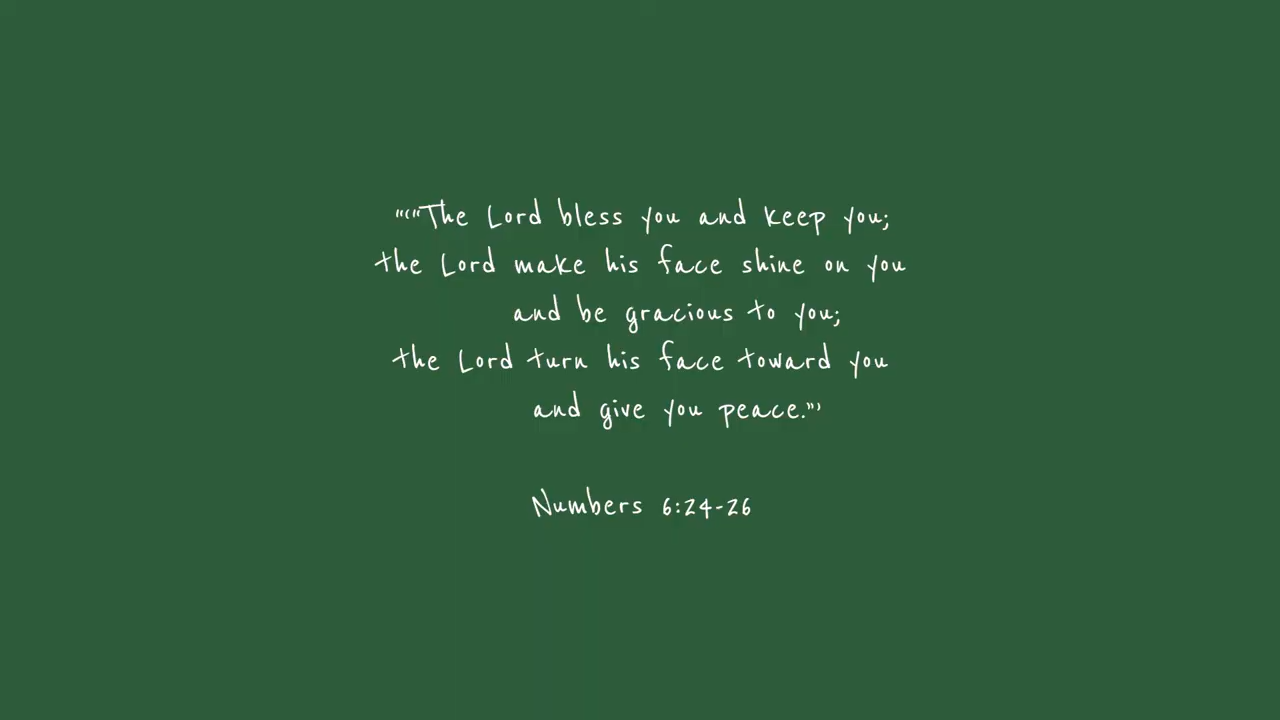 "‘"The Lord bless you and keep you;
the Lord make his face shine on you
and be gracious to you;
the Lord turn his face toward you
and give you peace."’
Numbers 6:24-26